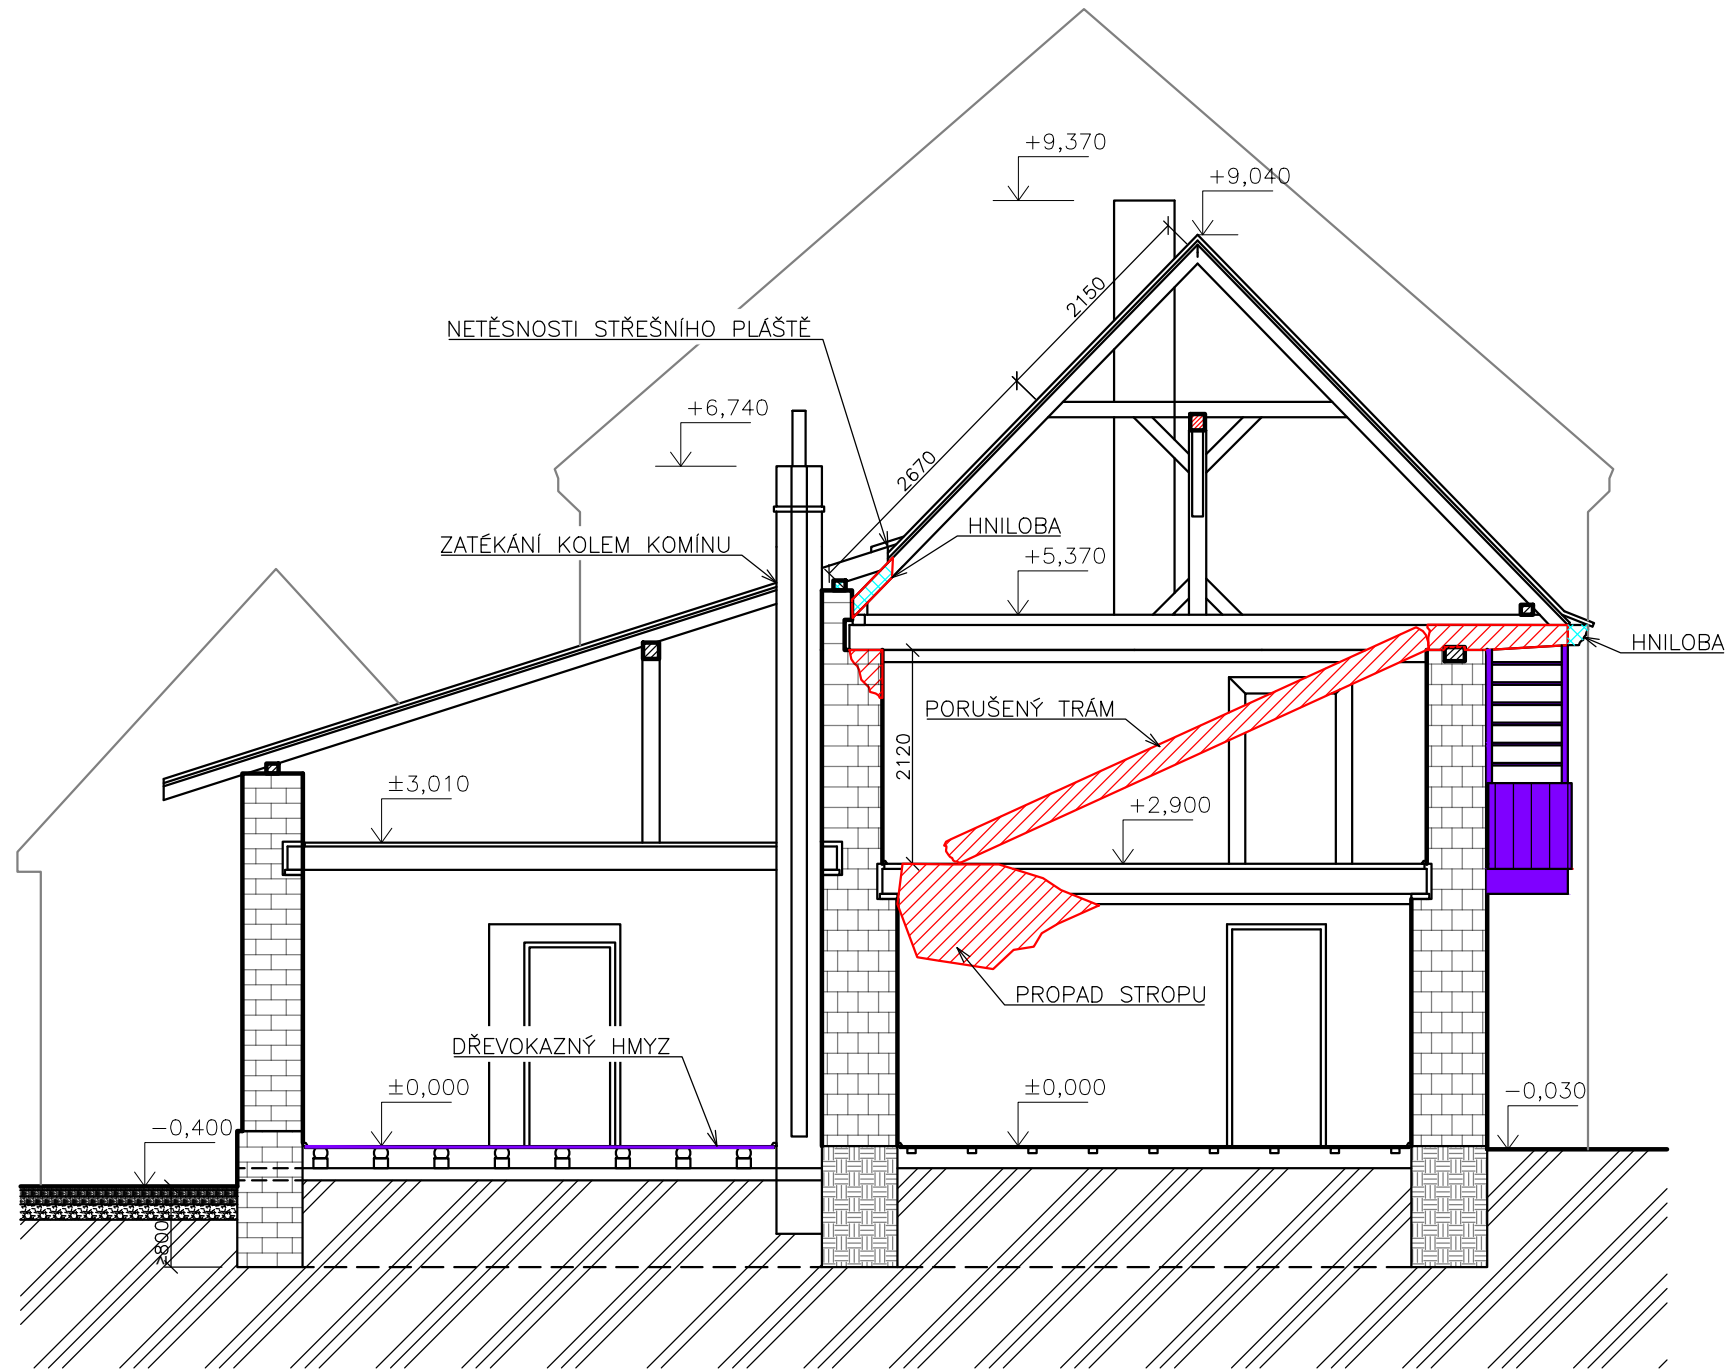 +9,370
+9,040
2150
NETĚSNOSTI STŘEŠNÍHO PLÁŠTĚ
+6,740
2670
HNILOBA
ZATÉKÁNÍ KOLEM KOMÍNU
+5,370
HNILOBA
PORUŠENÝ TRÁM
2120
±3,010
+2,900
PROPAD STROPU
DŘEVOKAZNÝ HMYZ
±0,000
±0,000
-0,030
-0,400
≥800